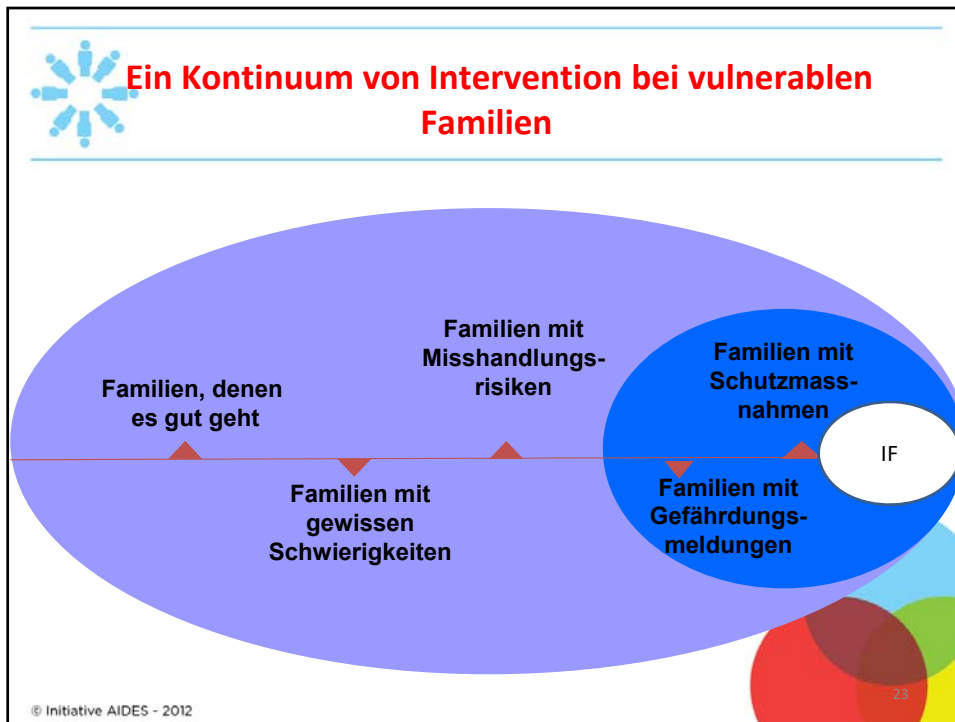 Ein Kontinuum von Intervention bei vulnerablen
Familien
Familien, denen
es gut geht
Familien mit
gewissen
Schwierigkeiten
Familien mit
Misshandlungs-
risiken
Familien mit
Gefährdungs-
meldungen
Familien mit
Schutzmass-
nahmen
IF
© Initiative AIDES - 2012
23